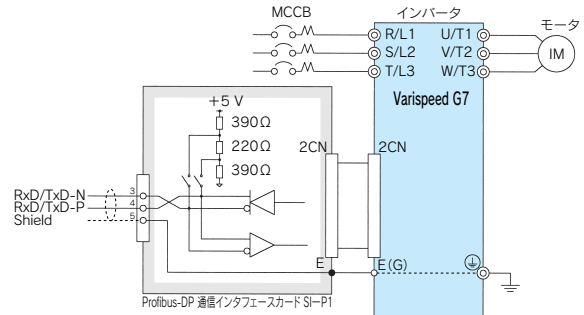 MCCB
インバータ
モータ
R/L1 U/T1
S/L2 V/T2
T/L3 W/T3
IM
Varispeed G7
+5 V
390Ω
220Ω
390Ω
2CN
2CN
RxD/TxD-N
RxD/TxD-P
Shield
3
4
5
E
E(G)
Profibus-DP 通信インタフェースカード SI-P1